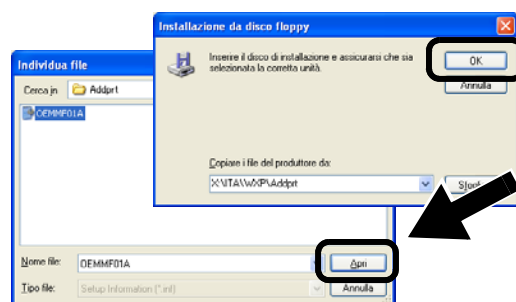 Installazione da disco floppy
Inserire il disco di installazione e assicurarsi che sia
selezionata la corretta unità.
OK
Annulla
Copiare i file del produttore da:
X:\ITA\WXP\Addprt
Individua file
Cerca in:
Addprt
OEMMF01A
Nome file:
OEMMF01A
Apri
Tipo file:
Setup Information (*.inf)
Annulla